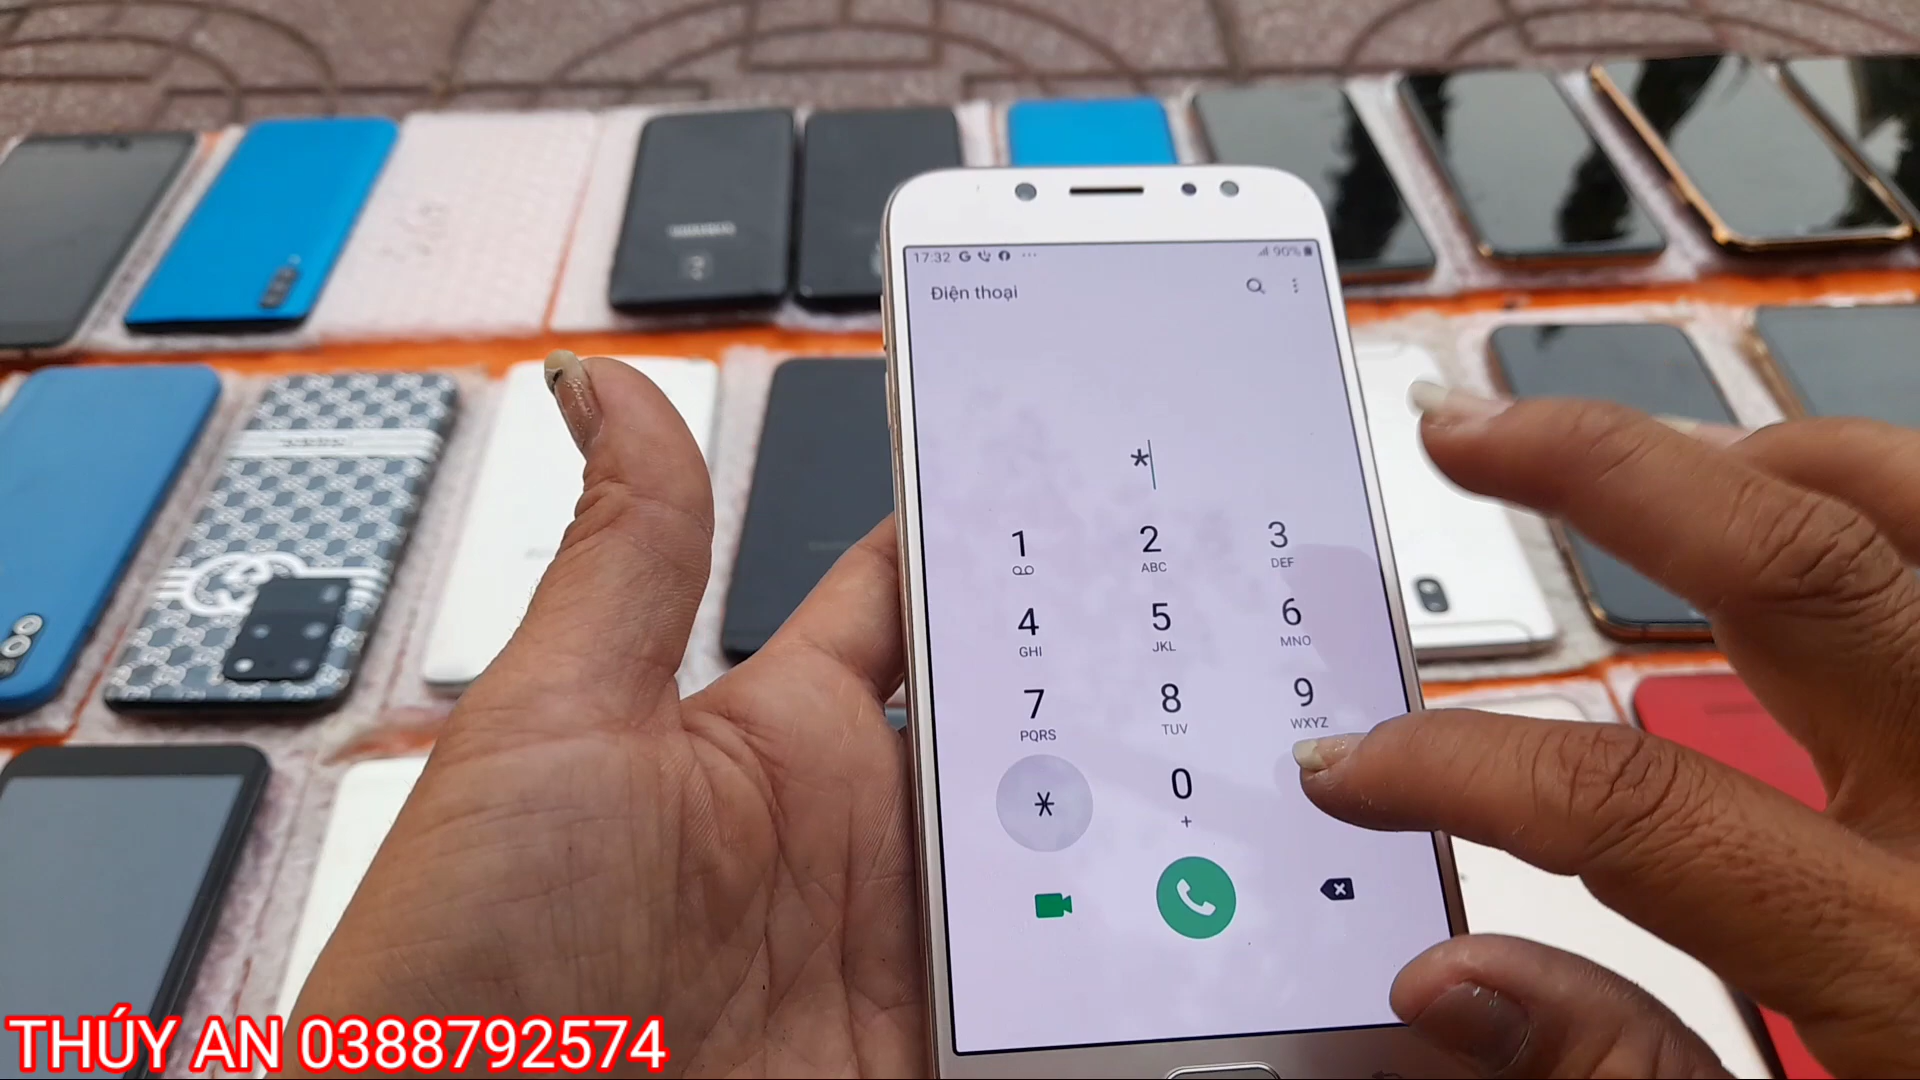 17:32
90%
Điện thoại
*
1
2
ABC
3
DEF
4
GHI
5
JKL
6
MNO
7
PQRS
8
TUV
9
WXYZ
*
0
+
THÚY AN 0388792574